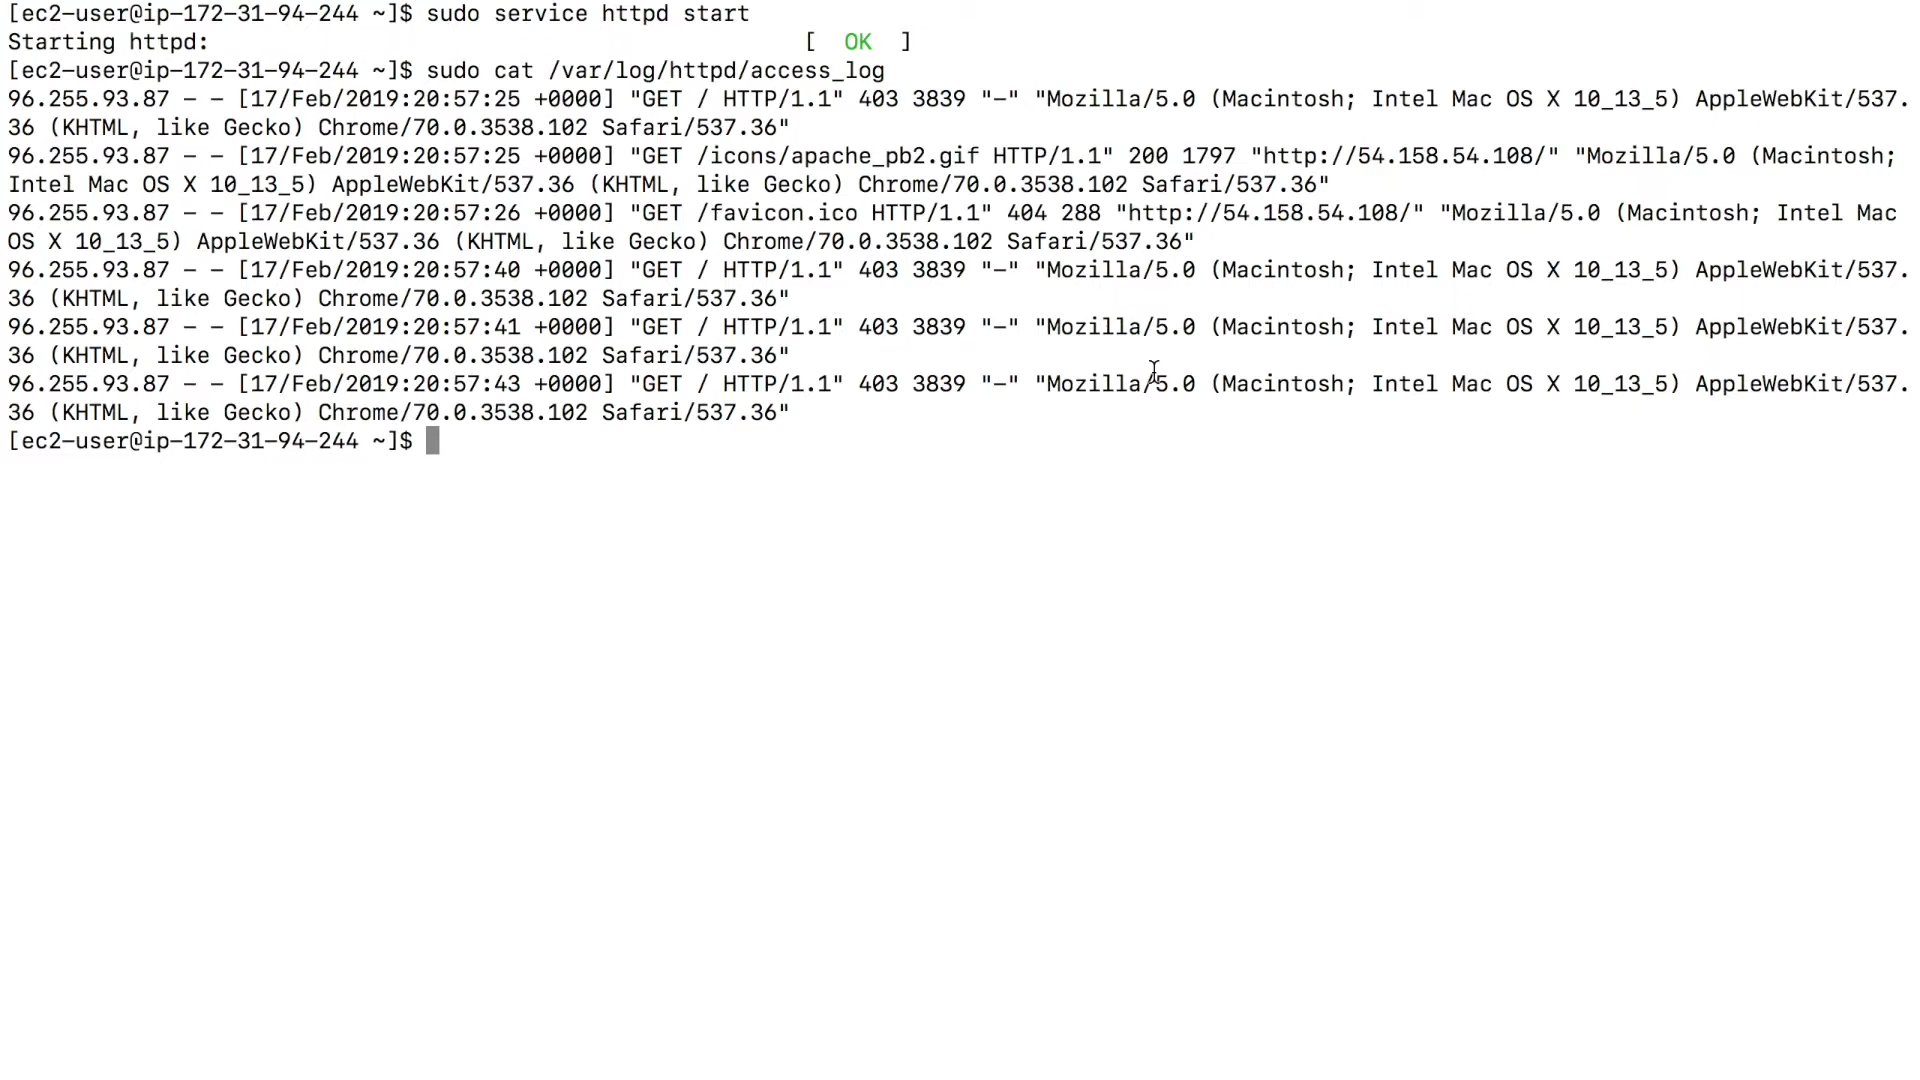 [ec2-user@ip-172-31-94-244 ~]$ sudo service httpd start
Starting httpd:                                            [  OK  ]
[ec2-user@ip-172-31-94-244 ~]$ sudo cat /var/log/httpd/access_log
96.255.93.87 - - [17/Feb/2019:20:57:25 +0000] "GET / HTTP/1.1" 403 3839 "-" "Mozilla/5.0 (Macintosh; Intel Mac OS X 10_13_5) AppleWebKit/537.
36 (KHTML, like Gecko) Chrome/70.0.3538.102 Safari/537.36"
96.255.93.87 - - [17/Feb/2019:20:57:25 +0000] "GET /icons/apache_pb2.gif HTTP/1.1" 200 1797 "http://54.158.54.108/" "Mozilla/5.0 (Macintosh;
Intel Mac OS X 10_13_5) AppleWebKit/537.36 (KHTML, like Gecko) Chrome/70.0.3538.102 Safari/537.36"
96.255.93.87 - - [17/Feb/2019:20:57:26 +0000] "GET /favicon.ico HTTP/1.1" 404 288 "http://54.158.54.108/" "Mozilla/5.0 (Macintosh; Intel Mac
OS X 10_13_5) AppleWebKit/537.36 (KHTML, like Gecko) Chrome/70.0.3538.102 Safari/537.36"
96.255.93.87 - - [17/Feb/2019:20:57:40 +0000] "GET / HTTP/1.1" 403 3839 "-" "Mozilla/5.0 (Macintosh; Intel Mac OS X 10_13_5) AppleWebKit/537.
36 (KHTML, like Gecko) Chrome/70.0.3538.102 Safari/537.36"
96.255.93.87 - - [17/Feb/2019:20:57:41 +0000] "GET / HTTP/1.1" 403 3839 "-" "Mozilla/5.0 (Macintosh; Intel Mac OS X 10_13_5) AppleWebKit/537.
36 (KHTML, like Gecko) Chrome/70.0.3538.102 Safari/537.36"
96.255.93.87 - - [17/Feb/2019:20:57:43 +0000] "GET / HTTP/1.1" 403 3839 "-" "Mozilla/5.0 (Macintosh; Intel Mac OS X 10_13_5) AppleWebKit/537.
36 (KHTML, like Gecko) Chrome/70.0.3538.102 Safari/537.36"
[ec2-user@ip-172-31-94-244 ~]$